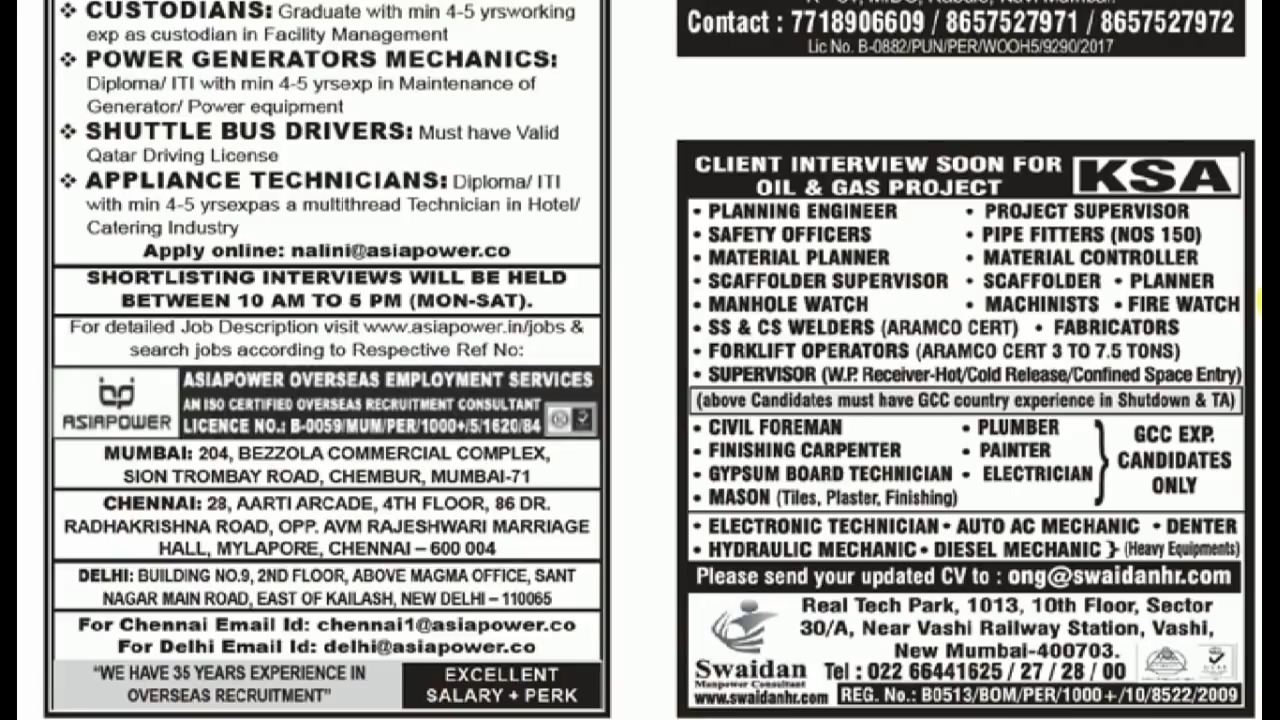 ❖ CUSTODIANS: Graduate with min 4-5 yrsworking
exp as custodian in Facility Management
❖ POWER GENERATORS MECHANICS:
Diploma/ ITI with min 4-5 yrsexp in Maintenance of
Generator/ Power equipment
❖ SHUTTLE BUS DRIVERS: Must have Valid
Qatar Driving License
❖ APPLIANCE TECHNICIANS: Diploma/ ITI
with min 4-5 yrsexpas a multithread Technician in Hotel/
Catering Industry
Apply online: nalini@asiapower.co
SHORTLISTING INTERVIEWS WILL BE HELD
BETWEEN 10 AM TO 5 PM (MON-SAT).
For detailed Job Description visit www.asiapower.in/jobs &
search jobs according to Respective Ref No:
ASIAPOWER
ASIAPOWER OVERSEAS EMPLOYMENT SERVICES
AN ISO CERTIFIED OVERSEAS RECRUITMENT CONSULTANT
LICENCE NO.: B-0059/MUM/PER/1000+/5/1620/84
MUMBAI: 204, BEZZOLA COMMERCIAL COMPLEX,
SION TROMBAY ROAD, CHEMBUR, MUMBAI-71
CHENNAI: 28, AARTI ARCADE, 4TH FLOOR, 86 DR.
RADHAKRISHNA ROAD, OPP. AVM RAJESHWARI MARRIAGE
HALL, MYLAPORE, CHENNAI – 600 004
DELHI: BUILDING NO.9, 2ND FLOOR, ABOVE MAGMA OFFICE, SANT
NAGAR MAIN ROAD, EAST OF KAILASH, NEW DELHI – 110065
For Chennai Email Id: chennai1@asiapower.co
For Delhi Email Id: delhi@asiapower.co
"WE HAVE 35 YEARS EXPERIENCE IN
OVERSEAS RECRUITMENT"
EXCELLENT
SALARY + PERK
Contact : 7718906609 / 8657527971 / 8657527972
Lic No. B-0882/PUN/PER/WOOH5/9290/2017
CLIENT INTERVIEW SOON FOR
OIL & GAS PROJECT
KSA
• PLANNING ENGINEER • PROJECT SUPERVISOR
• SAFETY OFFICERS • PIPE FITTERS (NOS 150)
• MATERIAL PLANNER • MATERIAL CONTROLLER
• SCAFFOLDER SUPERVISOR • SCAFFOLDER • PLANNER
• MANHOLE WATCH • MACHINISTS • FIRE WATCH
• SS & CS WELDERS (ARAMCO CERT) • FABRICATORS
• FORKLIFT OPERATORS (ARAMCO CERT 3 TO 7.5 TONS)
• SUPERVISOR (W.P. Receiver-Hot/Cold Release/Confined Space Entry)
(above Candidates must have GCC country experience in Shutdown & TA)
• CIVIL FOREMAN • PLUMBER
• FINISHING CARPENTER • PAINTER
• GYPSUM BOARD TECHNICIAN • ELECTRICIAN
• MASON (Tiles, Plaster, Finishing)
GCC EXP.
CANDIDATES
ONLY
• ELECTRONIC TECHNICIAN • AUTO AC MECHANIC • DENTER
• HYDRAULIC MECHANIC • DIESEL MECHANIC } (Heavy Equipments)
Please send your updated CV to : ong@swaidanhr.com
Swaidan
Manpower Consultant
www.swaidanhr.com
Real Tech Park, 1013, 10th Floor, Sector
30/A, Near Vashi Railway Station, Vashi,
New Mumbai-400703.
Tel : 022 66441625 / 27 / 28 / 00
REG. No.: B0513/BOM/PER/1000+/10/8522/2009